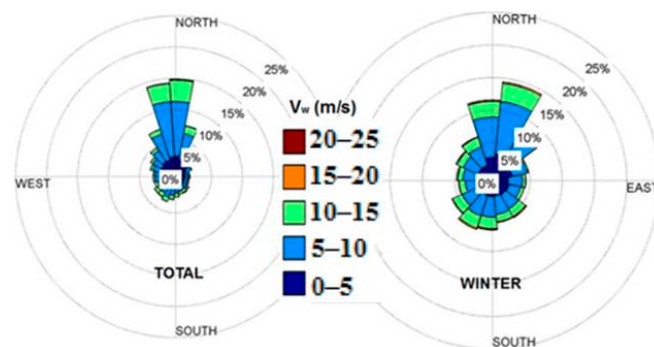 NORTH
25%
20%
15%
10%
5%
0%
WEST
TOTAL
SOUTH
V_w (m/s)
20–25
15–20
10–15
5–10
0–5
NORTH
25%
20%
15%
10%
5%
0%
EAST
WINTER
SOUTH